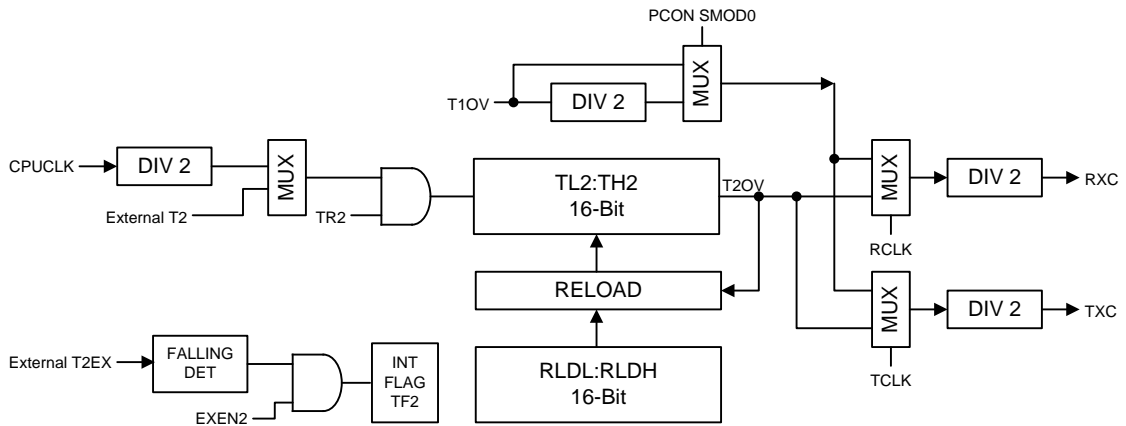 PCON SMOD0
MUX
T1OV
DIV 2
CPUCLK
DIV 2
MUX
External T2
TR2
TL2:TH2
16-Bit
T2OV
MUX
DIV 2
RXC
RCLK
RELOAD
MUX
DIV 2
TXC
TCLK
External T2EX
FALLING
DET
EXEN2
INT
FLAG
TF2
RLDL:RLDH
16-Bit